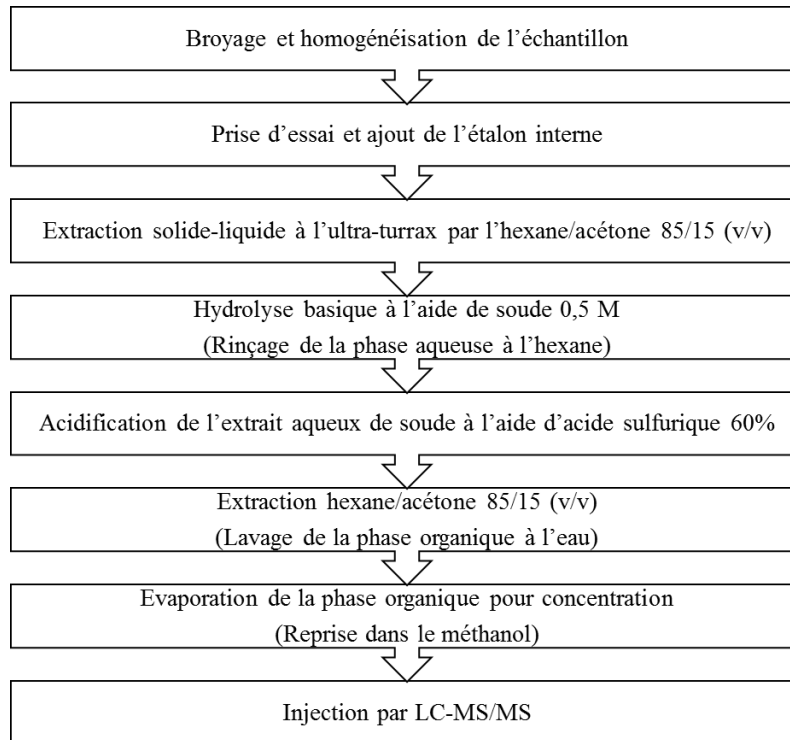 Broyage et homogénéisation de l’échantillon
Prise d’essai et ajout de l’étalon interne
Extraction solide-liquide à l’ultra-turrax par l’hexane/acétone 85/15 (v/v)
Hydrolyse basique à l’aide de soude 0,5 M
(Rinçage de la phase aqueuse à l’hexane)
Acidification de l’extrait aqueux de soude à l’aide d’acide sulfurique 60%
Extraction hexane/acétone 85/15 (v/v)
(Lavage de la phase organique à l’eau)
Evaporation de la phase organique pour concentration
(Reprise dans le méthanol)
Injection par LC-MS/MS